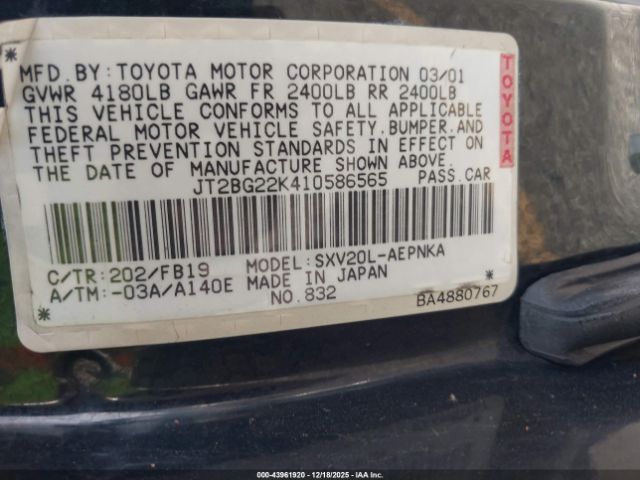 MFD.BY:TOYOTA MOTOR CORPORATION 03/01
GVWR 4180LB GAWR FR 2400LB RR 2400LB
THIS VEHICLE CONFORMS TO ALL APPLICABLE
FEDERAL MOTOR VEHICLE SAFETY,BUMPER,AND
THEFT PREVENTION STANDARDS IN EFFECT ON
THE DATE OF MANUFACTURE SHOWN ABOVE.
JT2BG22K410586565 PASS.CAR
TOYOTA
C/TR:202/FB19 MODEL:SXV20L-AEPNKA
A/TM:-03A/A140E MADE IN JAPAN
NO.832 BA4880767
000-43961920 - 12/18/2025 - IAAI INC.